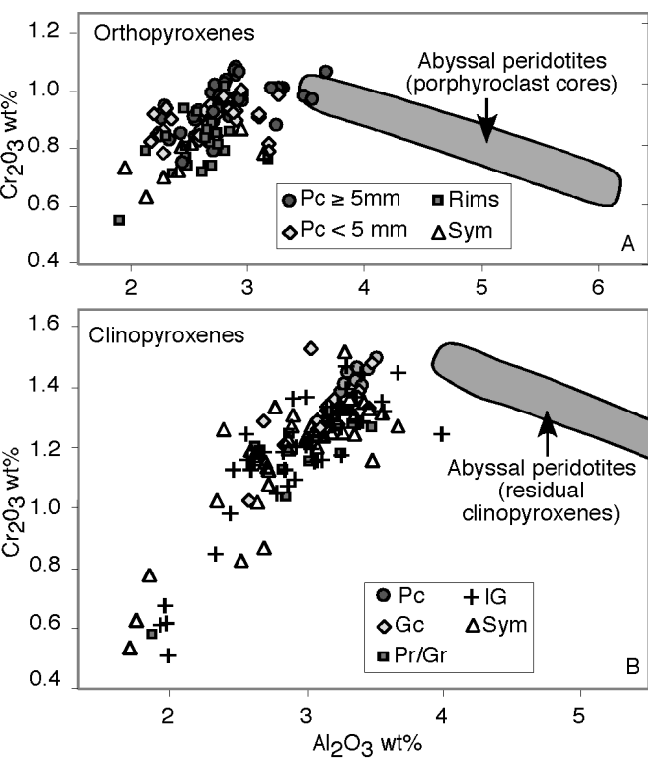 Orthopyroxenes
Abyssal peridotites
(porphyroclast cores)
Cr₂O₃ wt%
1.2
1.0
0.8
0.6
0.4
Pc ≥ 5mm
Rims
Pc < 5 mm
Sym
A
2
3
4
5
6
Clinopyroxenes
Abyssal peridotites
(residual
clinopyroxenes)
Cr₂O₃ wt%
1.6
1.4
1.2
1.0
0.8
0.6
0.4
Pc
IG
Gc
Sym
Pr/Gr
B
2
3
4
5
Al₂O₃ wt%